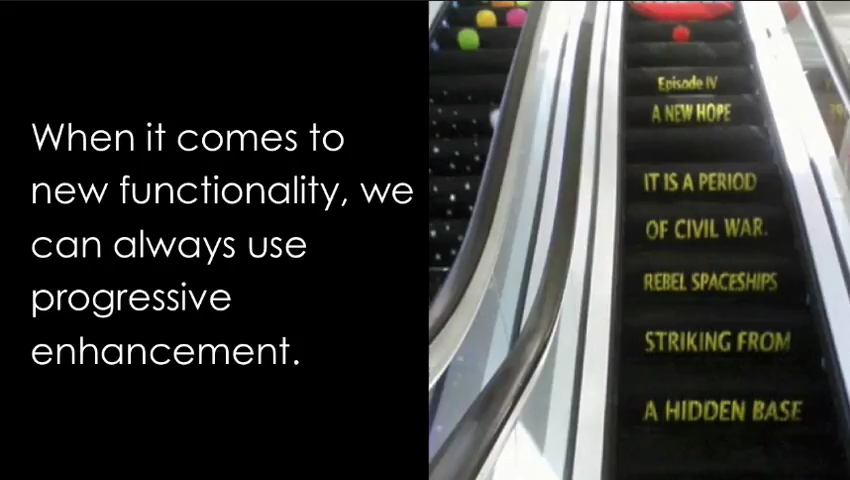 When it comes to
new functionality, we
can always use
progressive
enhancement.
Episode IV
A NEW HOPE
IT IS A PERIOD
OF CIVIL WAR.
REBEL SPACESHIPS
STRIKING FROM
A HIDDEN BASE